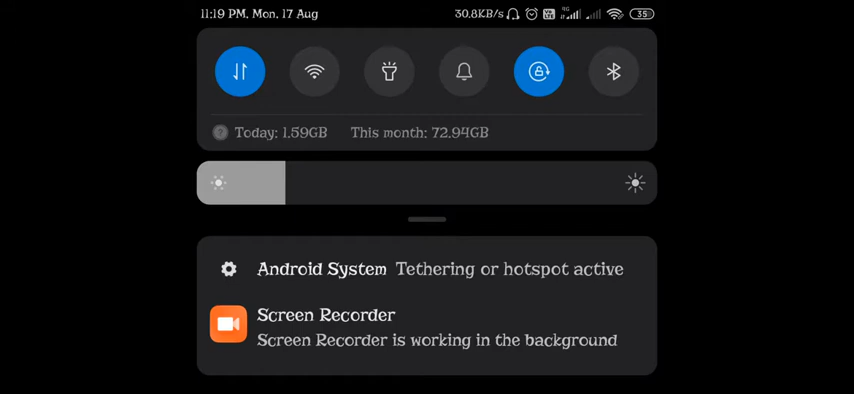 11:19 PM, Mon, 17 Aug 30.8KB/s 4G 35
Today: 1.59GB This month: 72.94GB
Android System Tethering or hotspot active
Screen Recorder
Screen Recorder is working in the background